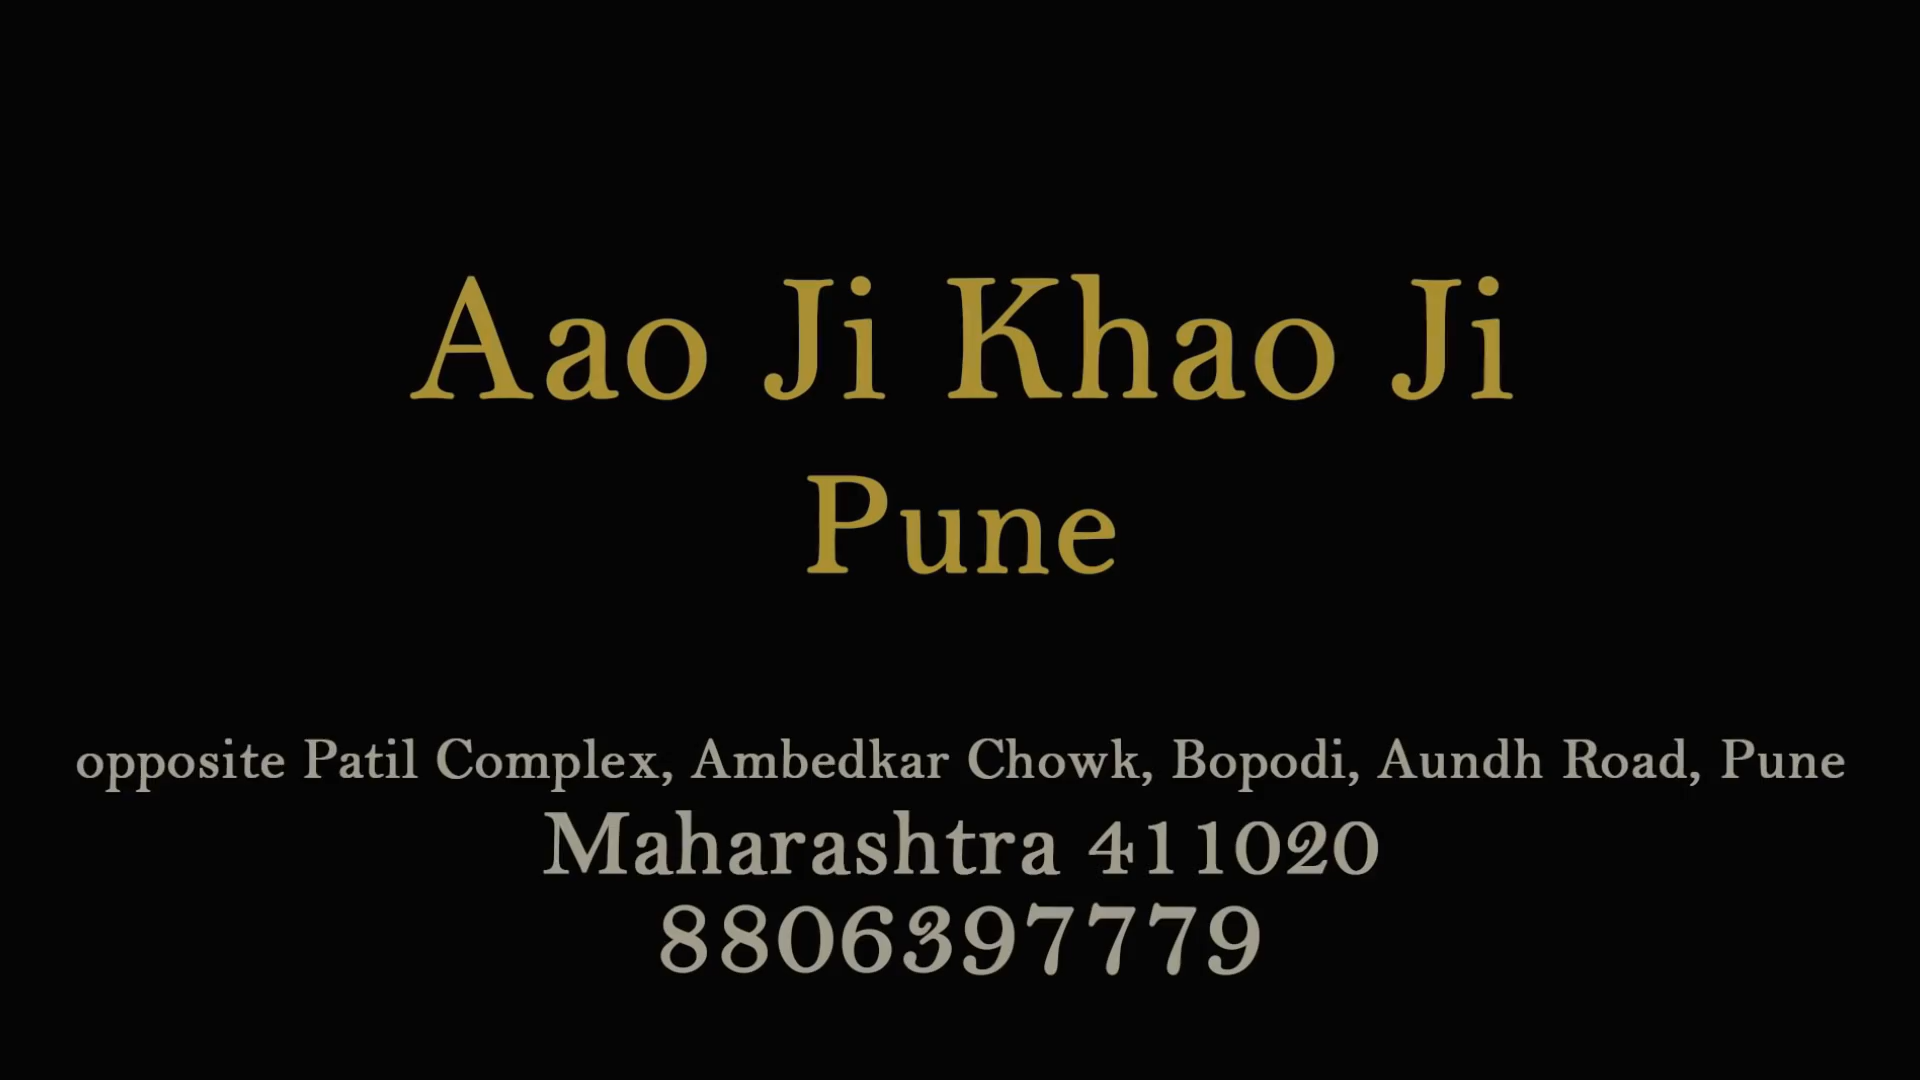 Aao Ji Khao Ji
Pune
opposite Patil Complex, Ambedkar Chowk, Bopodi, Aundh Road, Pune
Maharashtra 411020
8806397779